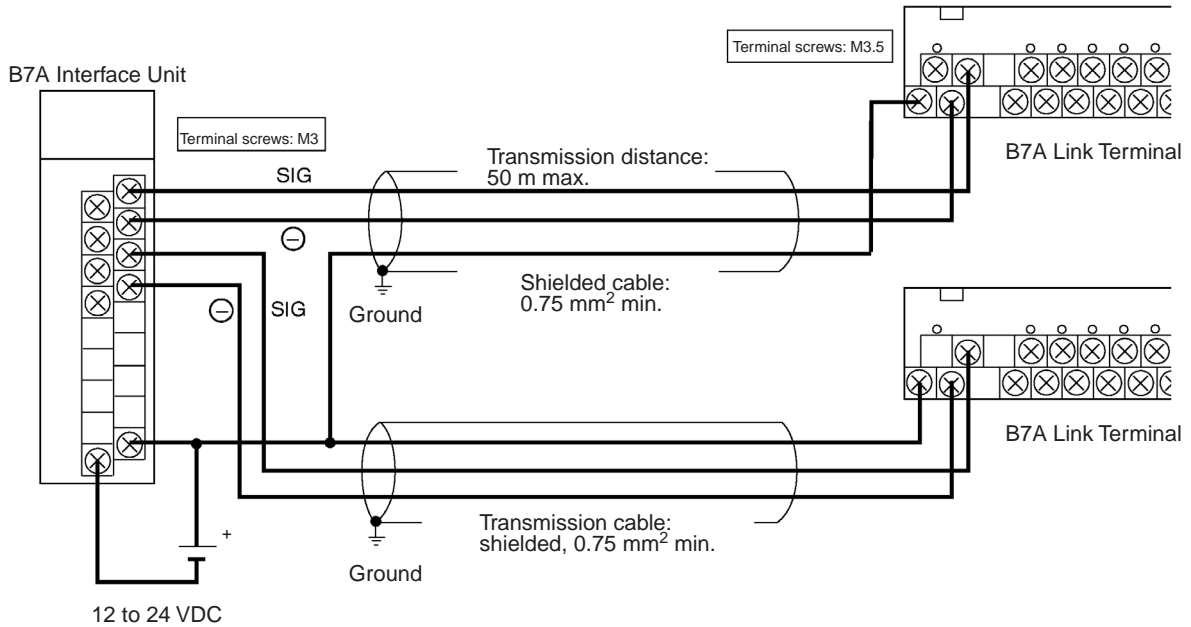 Terminal screws: M3.5
B7A Interface Unit
Terminal screws: M3
B7A Link Terminal
SIG
Transmission distance:
50 m max.
⊖
Shielded cable:
0.75 mm² min.
⊖
SIG
Ground
B7A Link Terminal
Transmission cable:
shielded, 0.75 mm² min.
+
Ground
12 to 24 VDC